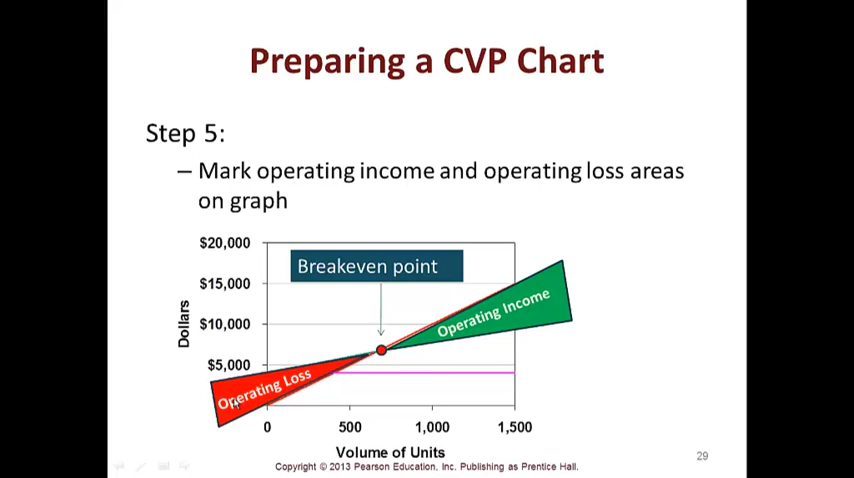 Preparing a CVP Chart
Step 5:
– Mark operating income and operating loss areas
on graph
$20,000
Breakeven point
$15,000
Operating Income
$10,000
Dollars
$5,000
Operating Loss
0 500 1,000 1,500
Volume of Units
Copyright © 2013 Pearson Education, Inc. Publishing as Prentice Hall.
29